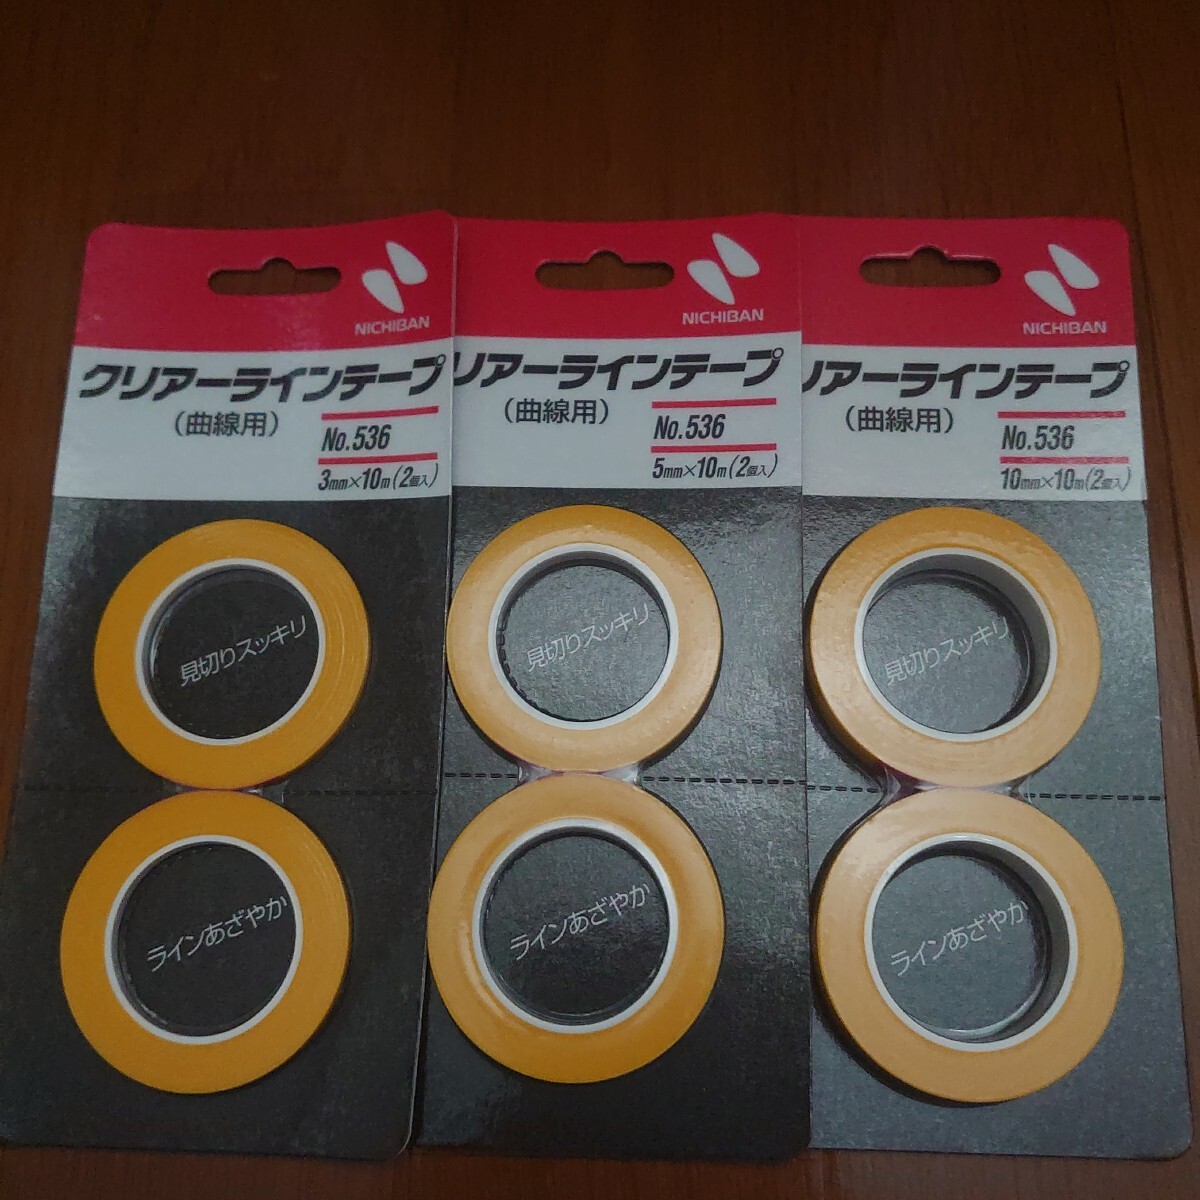 NICHIBAN
クリアーラインテープ
(曲線用)
No.536
3mm×10m(2個入)
見切りスッキリ
ラインあざやか
NICHIBAN
リアーラインテープ
(曲線用)
No.536
5mm×10m(2個入)
見切りスッキリ
ラインあざやか
NICHIBAN
リアーラインテープ
(曲線用)
No.536
10mm×10m(2個入)
見切りスッキリ
ラインあざやか